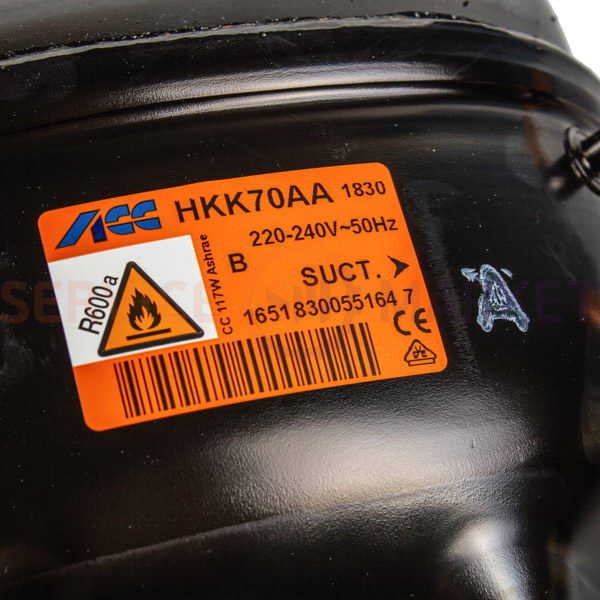 ACC HKK70AA 1830
220-240V~50Hz
B SUCT.
CC 117W Ashrae
R600a
1651830055164 7
CE
A